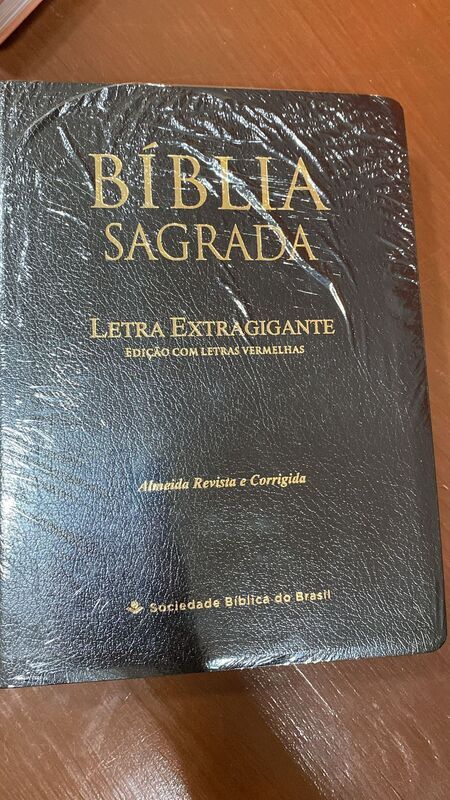 BÍBLIA
SAGRADA
LETRA EXTRAGIGANTE
EDIÇÃO COM LETRAS VERMELHAS
Almeida Revista e Corrigida
Sociedade Bíblica do Brasil